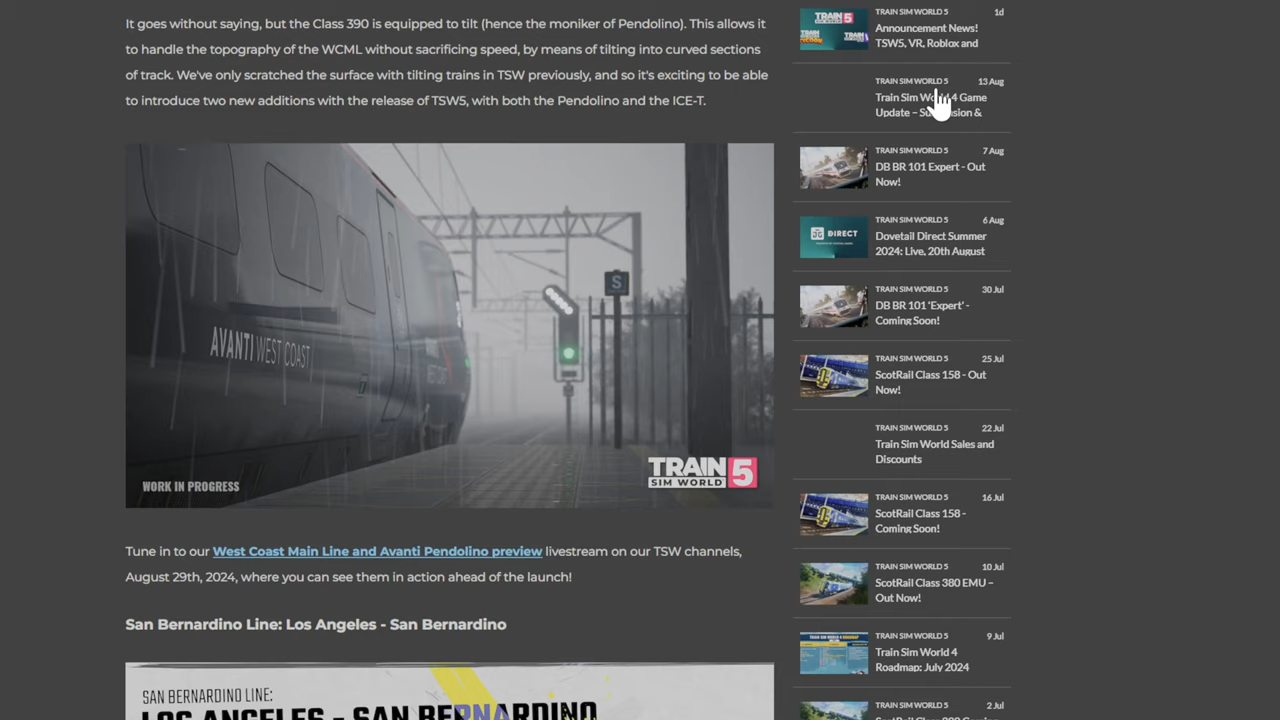 It goes without saying, but the Class 390 is equipped to tilt (hence the moniker of Pendolino). This allows it
to handle the topography of the WCML without sacrificing speed, by means of tilting into curved sections
of track. We've only scratched the surface with tilting trains in TSW previously, and so it's exciting to be able
to introduce two new additions with the release of TSW5, with both the Pendolino and the ICE-T.
AVANTI WEST COAST
WEST COAST
S
WORK IN PROGRESS
TRAIN
SIM WORLD 5
Tune in to our West Coast Main Line and Avanti Pendolino preview livestream on our TSW channels,
August 29th, 2024, where you can see them in action ahead of the launch!
San Bernardino Line: Los Angeles - San Bernardino
SAN BERNARDINO LINE:
LOS ANGELES - SAN BERNARDINO
TRAIN SIM WORLD 5 1d
Announcement News!
TSW5, VR, Roblox and
TRAIN SIM WORLD 5 13 Aug
Train Sim World 4 Game
Update – &
TRAIN SIM WORLD 5 7 Aug
DB BR 101 Expert - Out
Now!
TRAIN SIM WORLD 5 6 Aug
DIRECT
Dovetail Direct Summer
2024: Live, 20th August
TRAIN SIM WORLD 5 30 Jul
DB BR 101 'Expert' -
Coming Soon!
TRAIN SIM WORLD 5 25 Jul
ScotRail Class 158 - Out
Now!
TRAIN SIM WORLD 5 22 Jul
Train Sim World Sales and
Discounts
TRAIN SIM WORLD 5 16 Jul
ScotRail Class 158 -
Coming Soon!
TRAIN SIM WORLD 5 10 Jul
ScotRail Class 380 EMU –
Out Now!
TRAIN SIM WORLD 5 9 Jul
Train Sim World 4
Roadmap: July 2024
TRAIN SIM WORLD 5 2 Jul